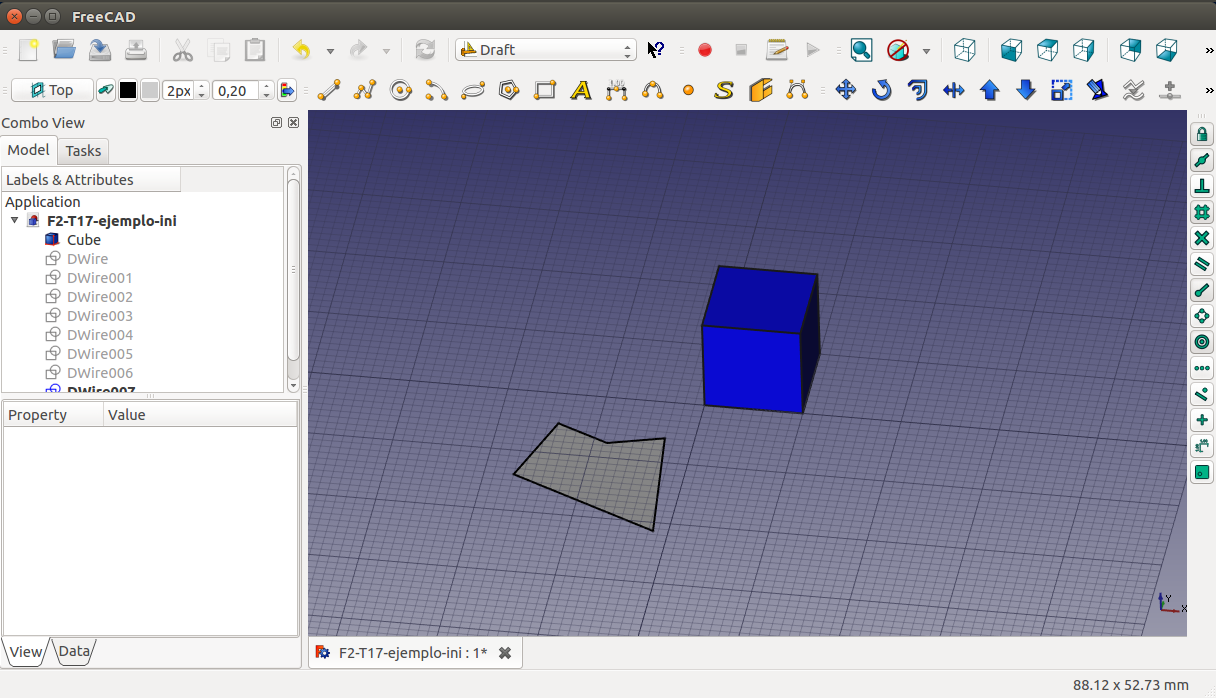 FreeCAD
Draft
Top
2px
0,20
Combo View
Model
Tasks
Labels & Attributes
Application
F2-T17-ejemplo-ini
Cube
DWire
DWire001
DWire002
DWire003
DWire004
DWire005
DWire006
DWire007
Property
Value
View
Data
Y
X
F2-T17-ejemplo-ini : 1*
88.12 x 52.73 mm